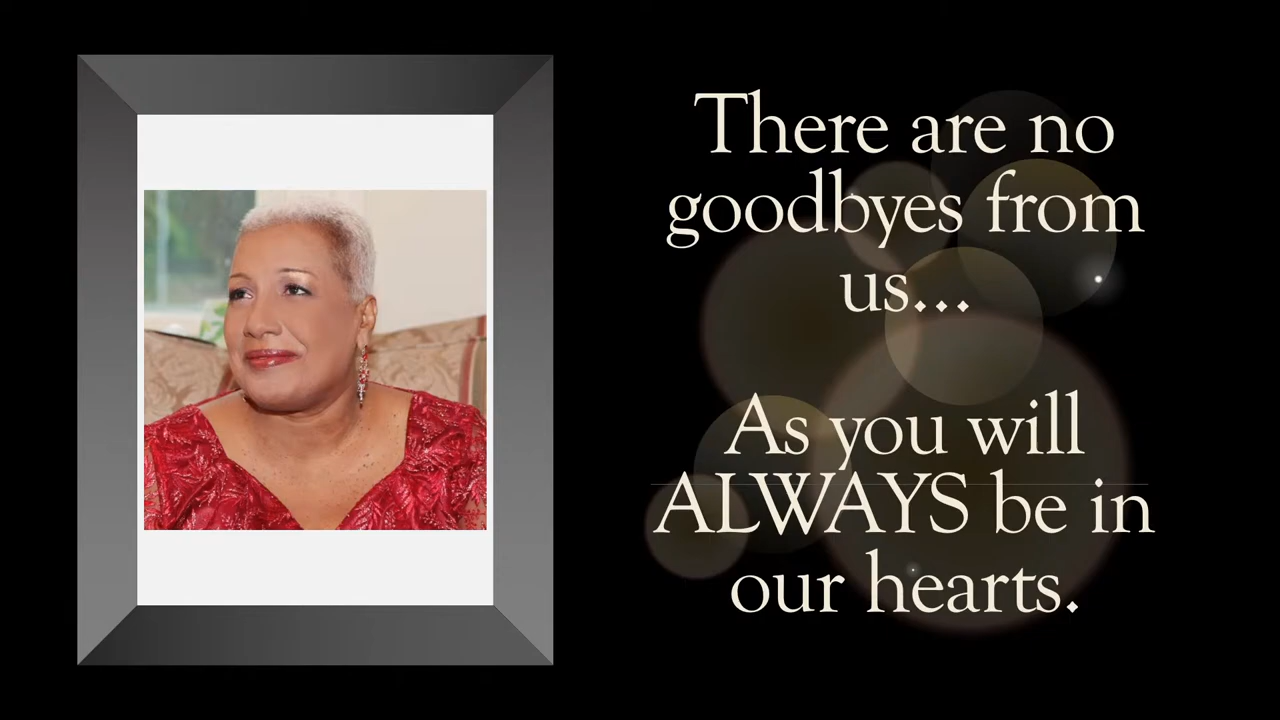 There are no
goodbyes from
us...
As you will
ALWAYS be in
our hearts.